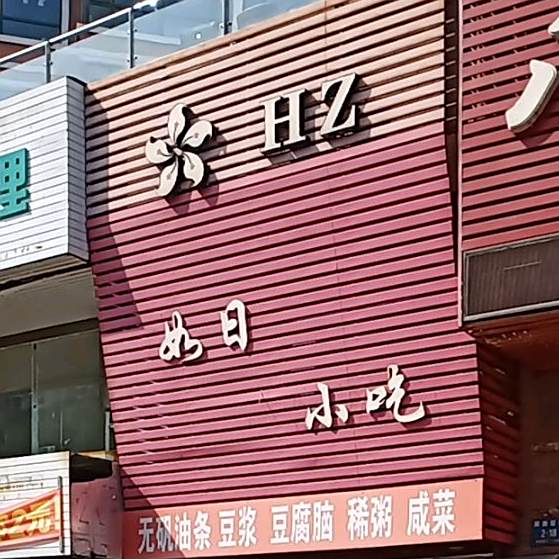 HZ
如日
小吃
无矾油条 豆浆 豆腐脑 稀粥 咸菜
理